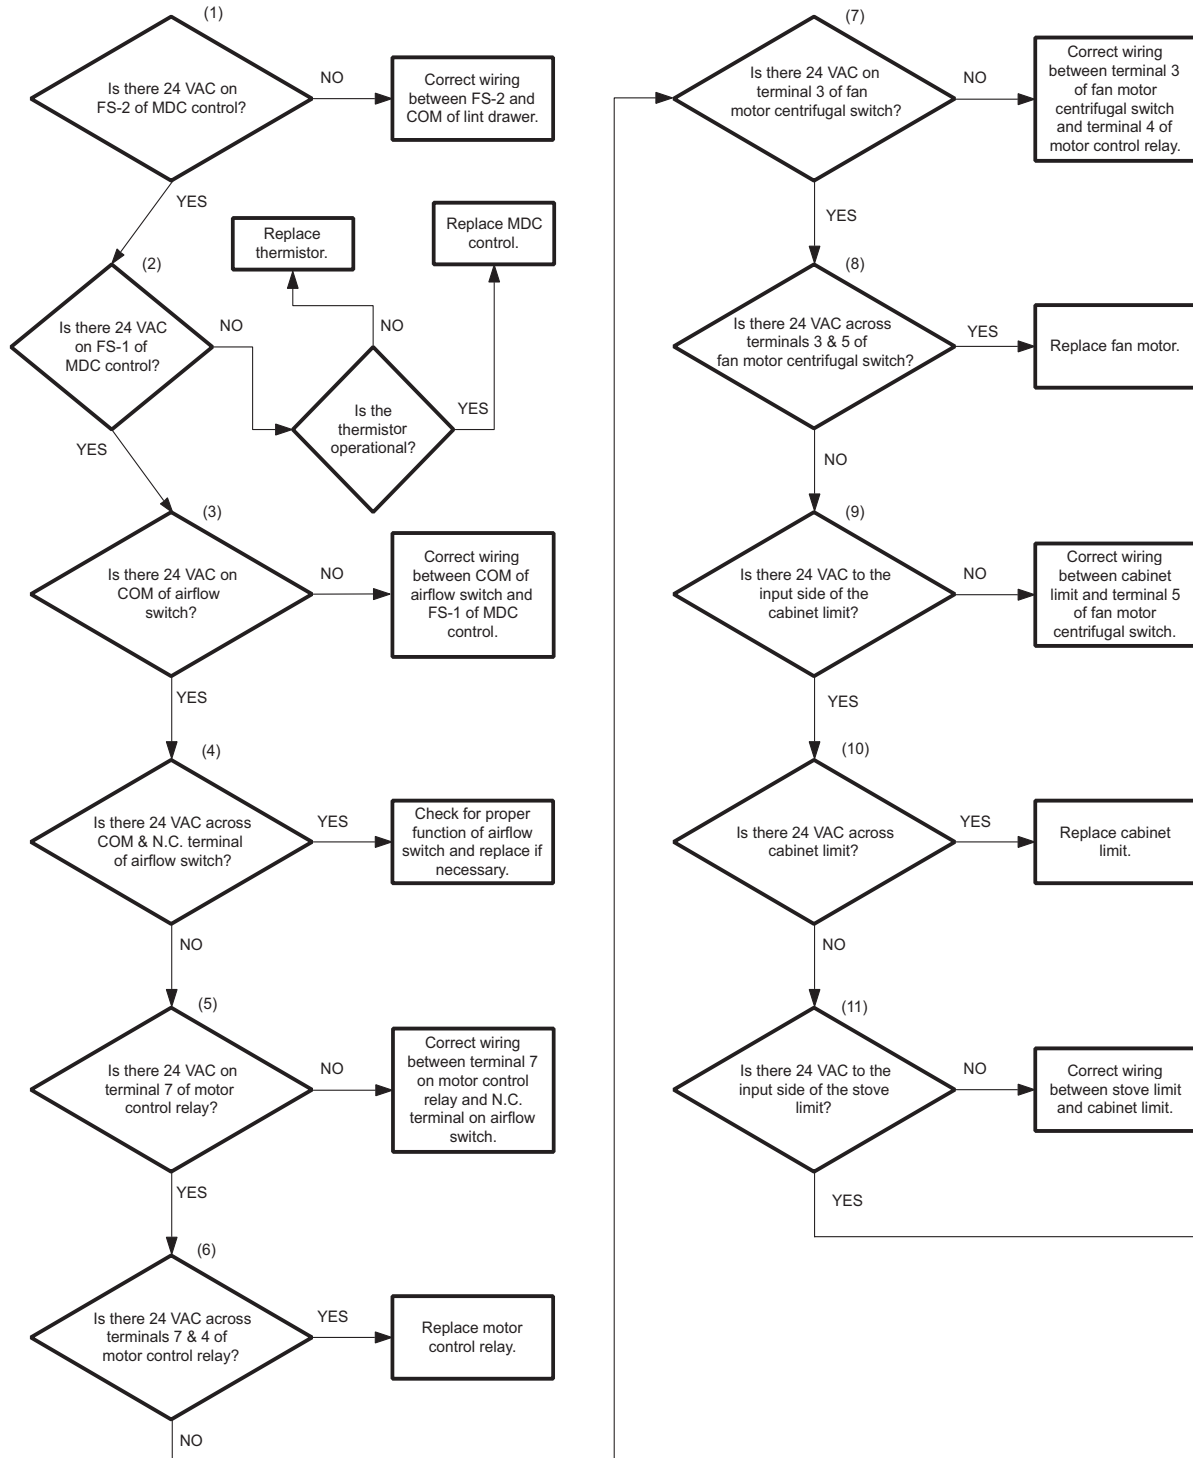 (1)
Is there 24 VAC on
FS-2 of MDC control?
NO
Correct wiring
between FS-2 and
COM of lint drawer.
YES
(2)
Is there 24 VAC
on FS-1 of
MDC control?
NO
Replace
thermistor.
Replace MDC
control.
NO
Is the
thermistor
operational?
YES
YES
(3)
Is there 24 VAC on
COM of airflow
switch?
NO
Correct wiring
between COM of
airflow switch and
FS-1 of MDC
control.
YES
(4)
Is there 24 VAC across
COM & N.C. terminal
of airflow switch?
YES
Check for proper
function of airflow
switch and replace if
necessary.
NO
(5)
Is there 24 VAC on
terminal 7 of motor
control relay?
NO
Correct wiring
between terminal 7
on motor control
relay and N.C.
terminal on airflow
switch.
YES
(6)
Is there 24 VAC across
terminals 7 & 4 of
motor control relay?
YES
Replace motor
control relay.
NO
(7)
Is there 24 VAC on
terminal 3 of fan
motor centrifugal switch?
NO
Correct wiring
between terminal 3
of fan motor
centrifugal switch
and terminal 4 of
motor control relay.
YES
(8)
Is there 24 VAC across
terminals 3 & 5 of
fan motor centrifugal switch?
YES
Replace fan motor.
NO
(9)
Is there 24 VAC to the
input side of the
cabinet limit?
NO
Correct wiring
between cabinet
limit and terminal 5
of fan motor
centrifugal switch.
YES
(10)
Is there 24 VAC across
cabinet limit?
YES
Replace cabinet
limit.
NO
(11)
Is there 24 VAC to the
input side of the stove
limit?
NO
Correct wiring
between stove limit
and cabinet limit.
YES